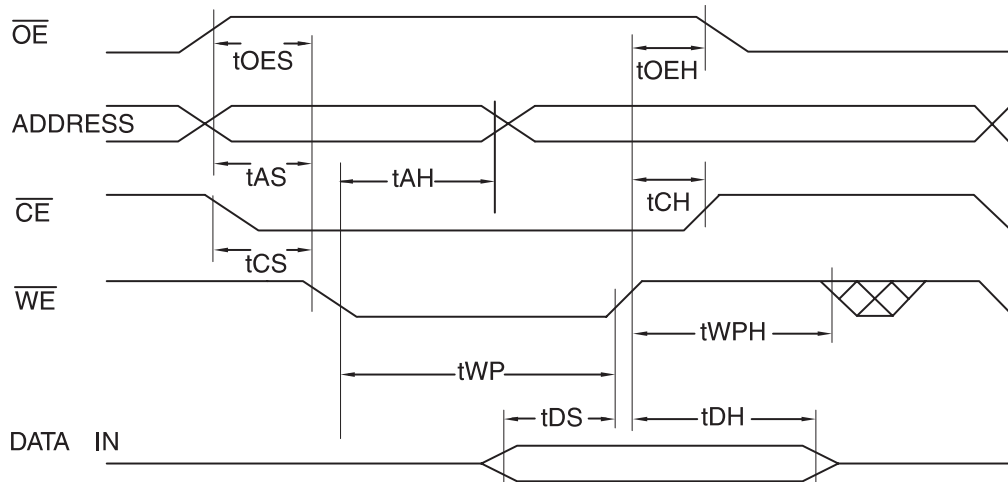 OE
tOES
tOEH
ADDRESS
tAS
tAH
tCH
CE
tCS
WE
tWPH
tWP
tDS
tDH
DATA IN